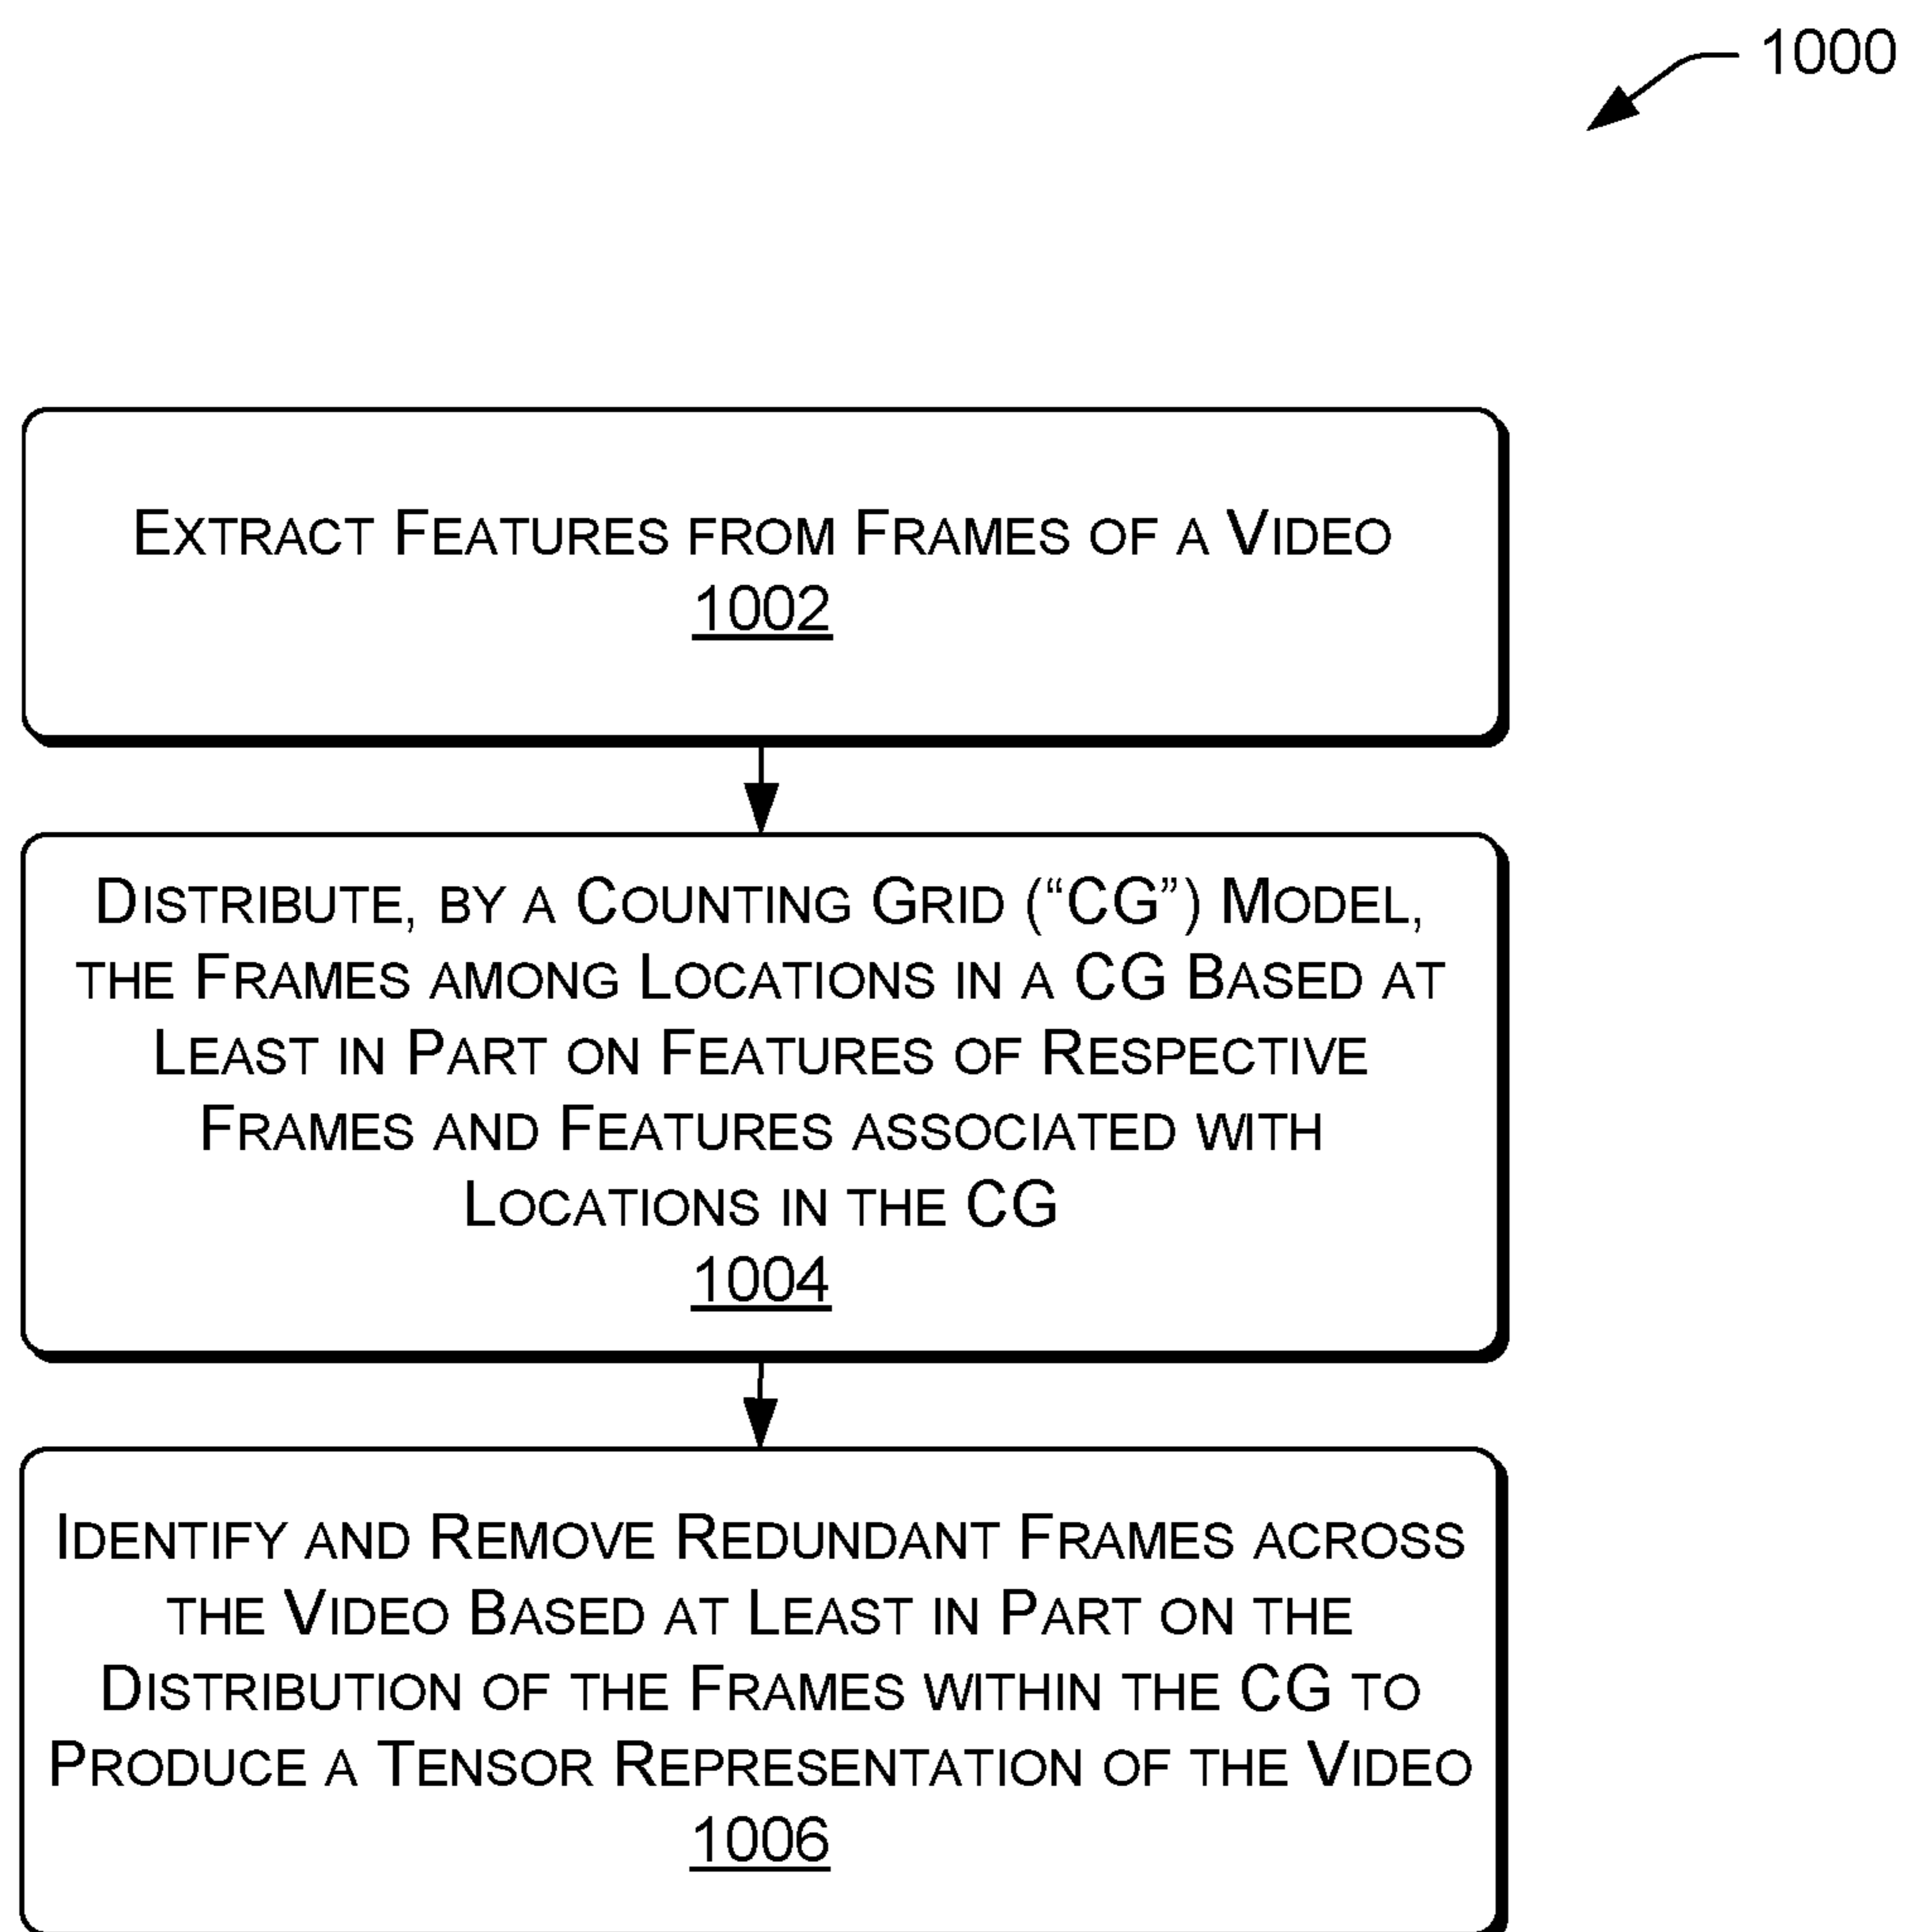 1000
Extract Features from Frames of a Video
1002
Distribute, by a Counting Grid (“CG”) Model,
the Frames among Locations in a CG Based at
Least in Part on Features of Respective
Frames and Features associated with
Locations in the CG
1004
Identify and Remove Redundant Frames across
the Video Based at Least in Part on the
Distribution of the Frames within the CG to
Produce a Tensor Representation of the Video
1006